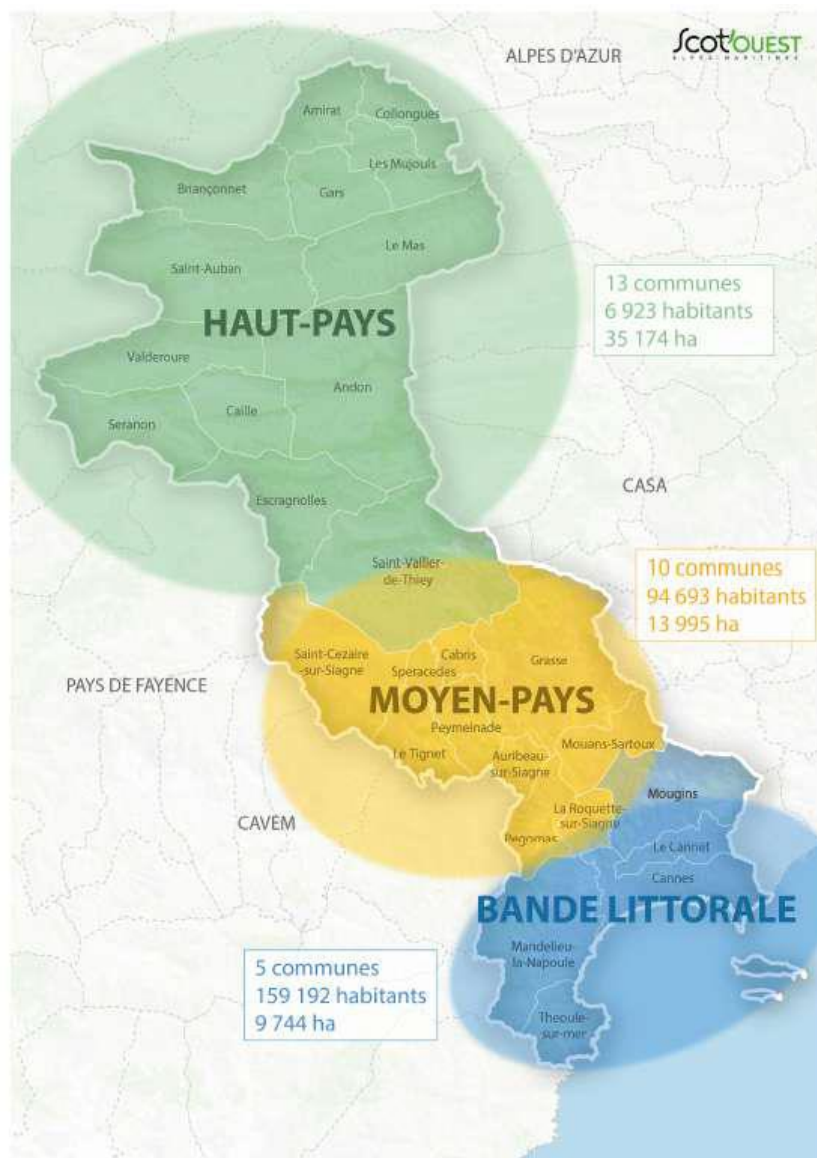 Scot'OUEST
ALPES-MARITIMES
ALPES D'AZUR
Amirat
Collongues
Les Mujouls
Briançonnet
Gars
Le Mas
Saint-Auban
13 communes
6 923 habitants
35 174 ha
HAUT-PAYS
Valderoure
Andon
Caille
Seranon
CASA
Escragnolles
Saint-Vallier-
de-Thiey
10 communes
94 693 habitants
13 995 ha
Saint-Cezaire
-sur-Siagne
Cabris
Grasse
Speracedes
PAYS DE FAYENCE
MOYEN-PAYS
Peymeinade
Le Tignet
Auribeau-
sur-Siagne
Mouans-Sartoux
Mougins
La Roquette-
sur-Siagne
CAVEM
Pegomas
Le Cannet
Cannes
BANDE LITTORALE
Mandelieu-
la-Napoule
5 communes
159 192 habitants
9 744 ha
Theoule-
sur-mer